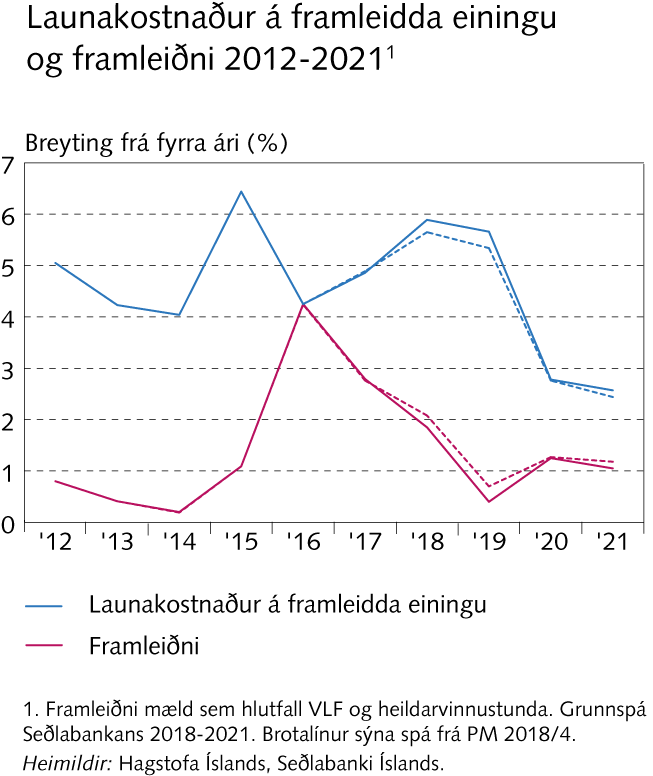 Launakostnaður á framleidda einingu
og framleiðni 2012-2021¹
Breyting frá fyrra ári (%)
7
6
5
4
3
2
1
0
'12 '13 '14 '15 '16 '17 '18 '19 '20 '21
Launakostnaður á framleidda einingu
Framleiðni
1. Framleiðni mæld sem hlutfall VLF og heildarvinnustunda. Grunnspá
Seðlabankans 2018-2021. Brotalínur sýna spá frá PM 2018/4.
Heimildir: Hagstofa Íslands, Seðlabanki Íslands.